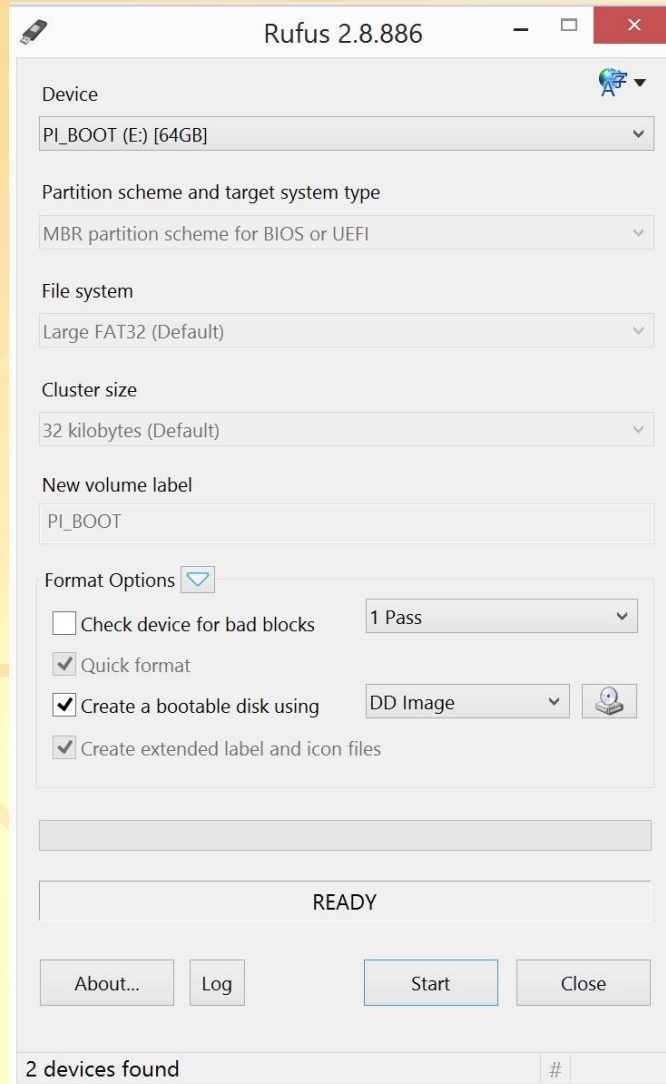 Rufus 2.8.886
Device
PI_BOOT (E:) [64GB]
Partition scheme and target system type
MBR partition scheme for BIOS or UEFI
File system
Large FAT32 (Default)
Cluster size
32 kilobytes (Default)
New volume label
PI_BOOT
Format Options
Check device for bad blocks 1 Pass
Quick format
Create a bootable disk using DD Image
Create extended label and icon files
READY
About... Log Start Close
2 devices found #